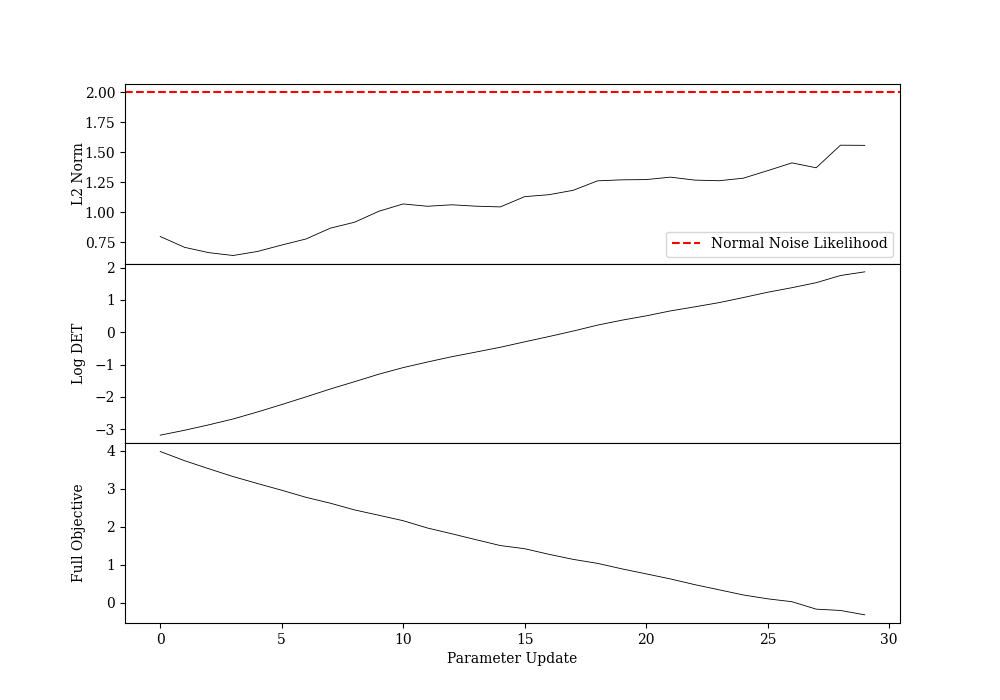 2.00
1.75
1.50
1.25
1.00
0.75
L2 Norm
Normal Noise Likelihood
2
1
0
−1
−2
−3
Log DET
4
3
2
1
0
Full Objective
0 5 10 15 20 25 30
Parameter Update